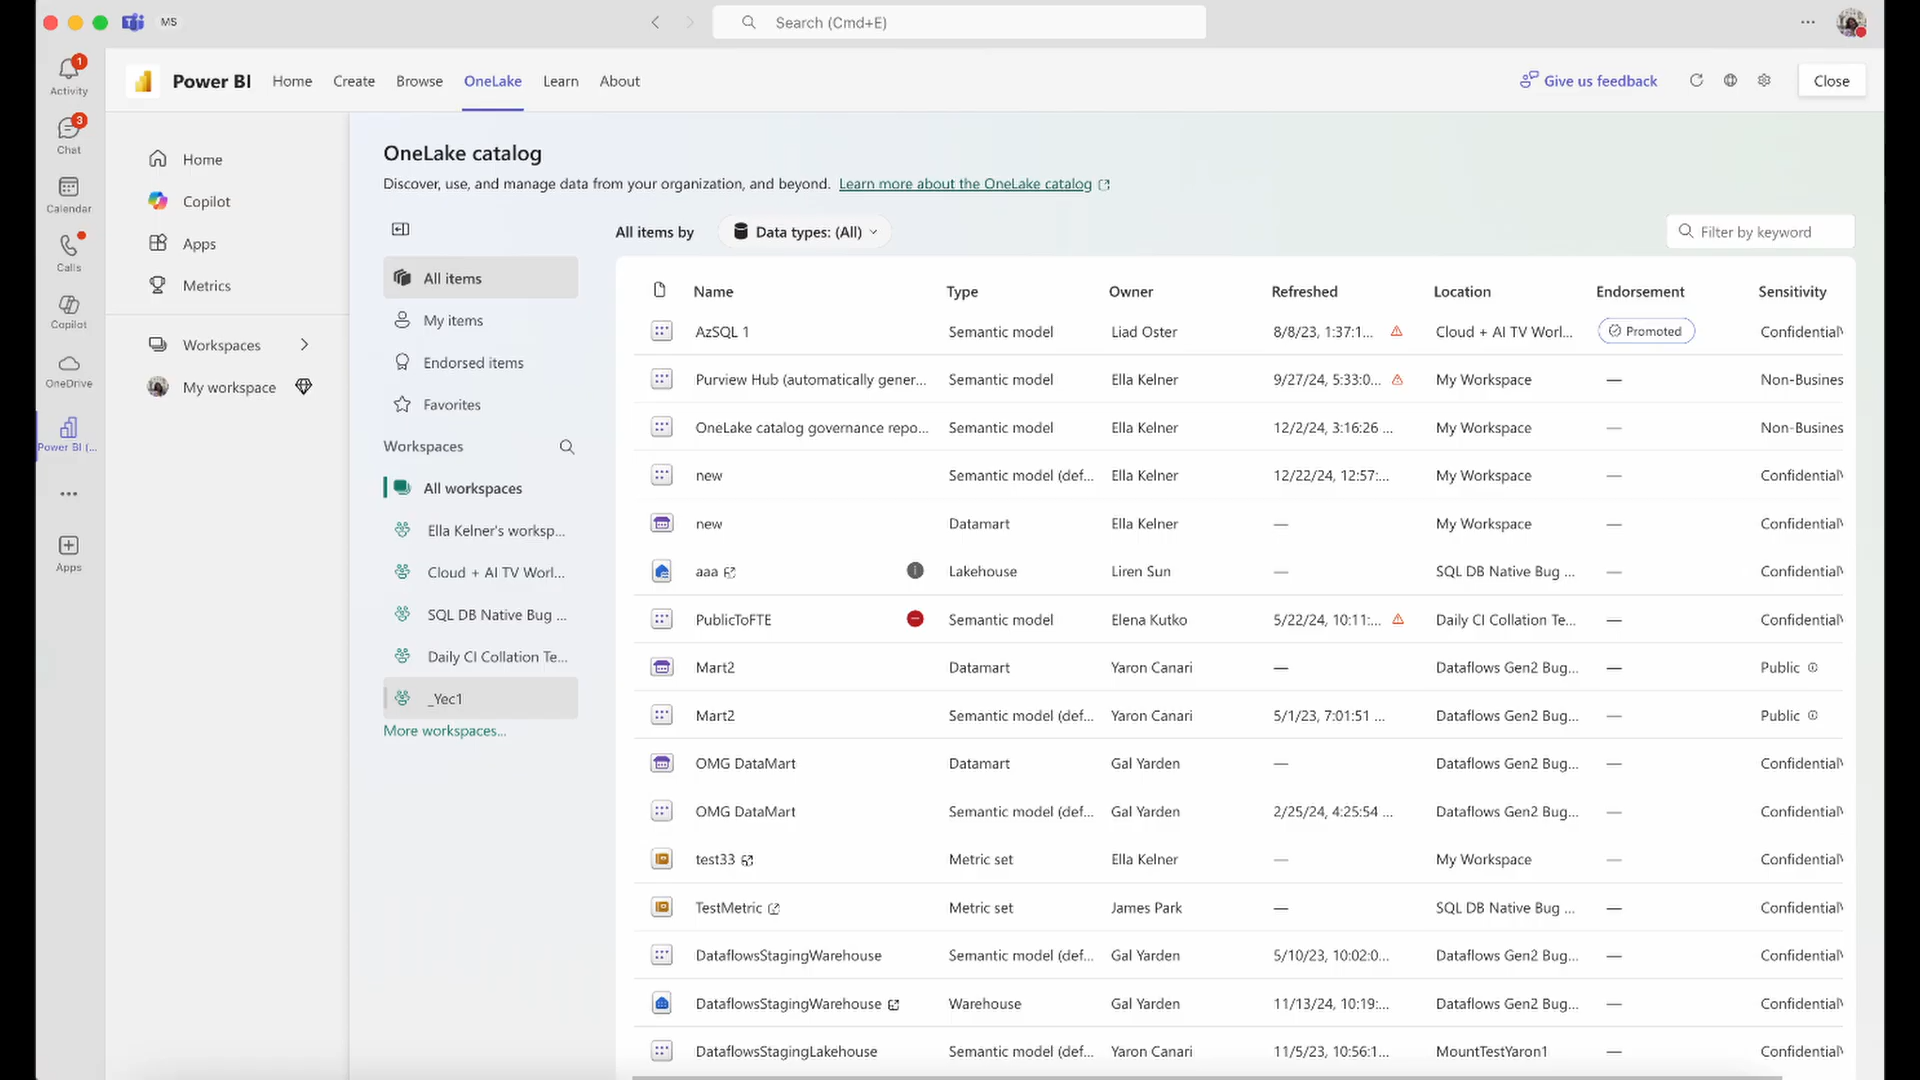 MS
Search (Cmd+E)
1
Activity
3
Chat
Calendar
Calls
Copilot
OneDrive
Power BI (...
Apps
Power BI
Home
Create
Browse
OneLake
Learn
About
Give us feedback
Close
Home
Copilot
Apps
Metrics
Workspaces
My workspace
OneLake catalog
Discover, use, and manage data from your organization, and beyond. Learn more about the OneLake catalog
All items
My items
Endorsed items
Favorites
Workspaces
All workspaces
Ella Kelner's worksp...
Cloud + AI TV Worl...
SQL DB Native Bug ...
Daily CI Collation Te...
_Yec1
More workspaces...
All items by
Data types: (All)
Filter by keyword
Name Type Owner Refreshed Location Endorsement Sensitivity
AzSQL 1 Semantic model Liad Oster 8/8/23, 1:37:1... Cloud + AI TV Worl... Promoted Confidential\
Purview Hub (automatically gener... Semantic model Ella Kelner 9/27/24, 5:33:0... My Workspace — Non-Busines
OneLake catalog governance repo... Semantic model Ella Kelner 12/2/24, 3:16:26 ... My Workspace — Non-Busines
new Semantic model (def... Ella Kelner 12/22/24, 12:57:... My Workspace — Confidential\
new Datamart Ella Kelner — My Workspace — Confidential\
aaa Lakehouse Liren Sun — SQL DB Native Bug ... — Confidential\
PublicToFTE Semantic model Elena Kutko 5/22/24, 10:11:... Daily CI Collation Te... — Confidential\
Mart2 Datamart Yaron Canari — Dataflows Gen2 Bug... — Public
Mart2 Semantic model (def... Yaron Canari 5/1/23, 7:01:51 ... Dataflows Gen2 Bug... — Public
OMG DataMart Datamart Gal Yarden — Dataflows Gen2 Bug... — Confidential\
OMG DataMart Semantic model (def... Gal Yarden 2/25/24, 4:25:54 ... Dataflows Gen2 Bug... — Confidential\
test33 Metric set Ella Kelner — My Workspace — Confidential\
TestMetric Metric set James Park — SQL DB Native Bug ... — Confidential\
DataflowsStagingWarehouse Semantic model (def... Gal Yarden 5/10/23, 10:02:0... Dataflows Gen2 Bug... — Confidential\
DataflowsStagingWarehouse Warehouse Gal Yarden 11/13/24, 10:19:... Dataflows Gen2 Bug... — Confidential\
DataflowsStagingLakehouse Semantic model (def... Yaron Canari 11/5/23, 10:56:1... MountTestYaron1 — Confidential\